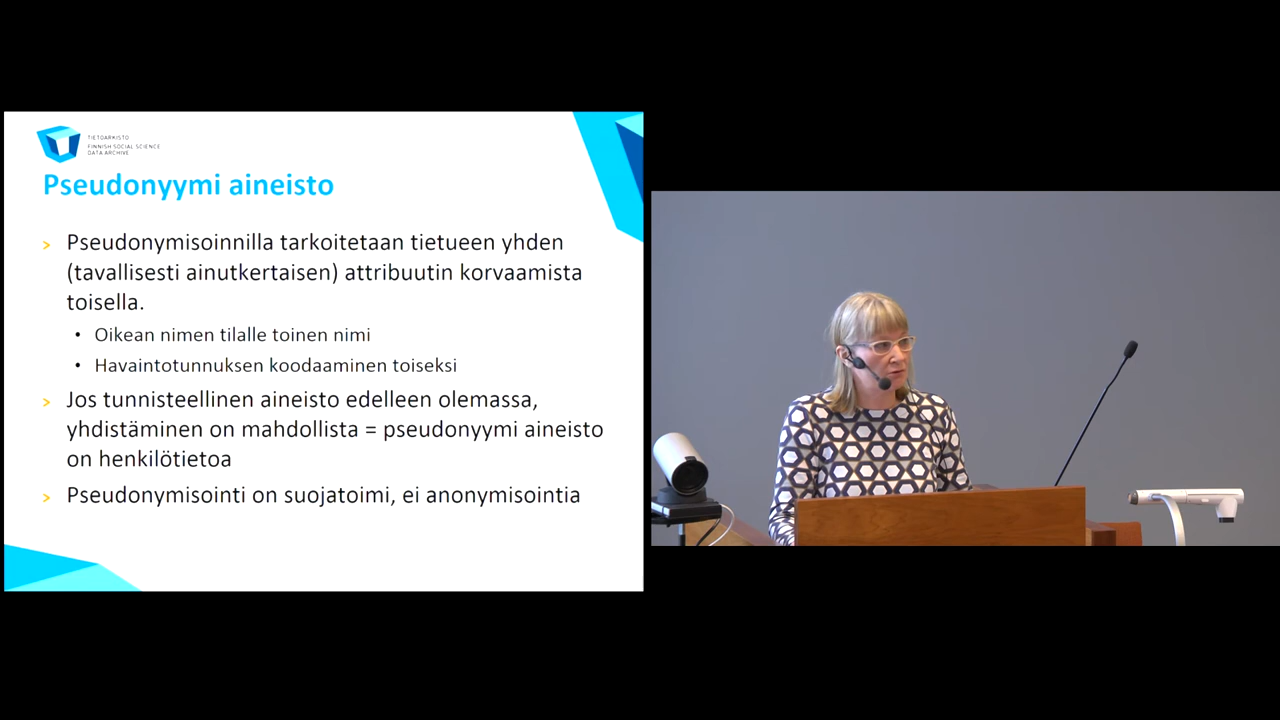 TIETOARKISTO
FINNISH SOCIAL SCIENCE
DATA ARCHIVE
Pseudonyymi aineisto
> Pseudonymisoinnilla tarkoitetaan tietueen yhden
(tavallisesti ainutkertaisen) attribuutin korvaamista
toisella.
• Oikean nimen tilalle toinen nimi
• Havaintotunnuksen koodaaminen toiseksi
> Jos tunnisteellinen aineisto edelleen olemassa,
yhdistäminen on mahdollista = pseudonyymi aineisto
on henkilötietoa
> Pseudonymisointi on suojatoimi, ei anonymisointia